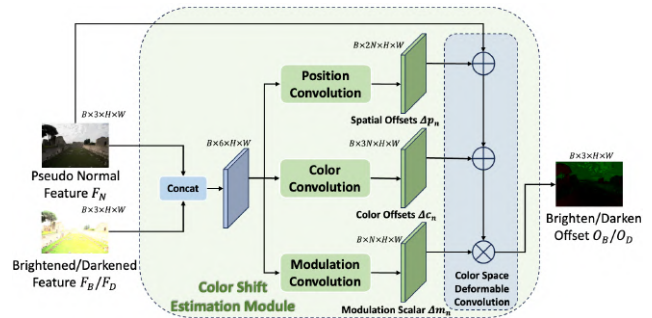 B×3×H×W
Pseudo Normal
Feature F_N
B×3×H×W
Brightened/Darkened
Feature F_B/F_D
Concat
B×6×H×W
Position
Convolution
B×2N×H×W
Spatial Offsets Δp_n
Color
Convolution
B×3N×H×W
Color Offsets Δc_n
Modulation
Convolution
B×N×H×W
Modulation Scalar Δm_n
Color Shift
Estimation Module
Color Space
Deformable
Convolution
B×3×H×W
Brighten/Darken
Offset O_B/O_D